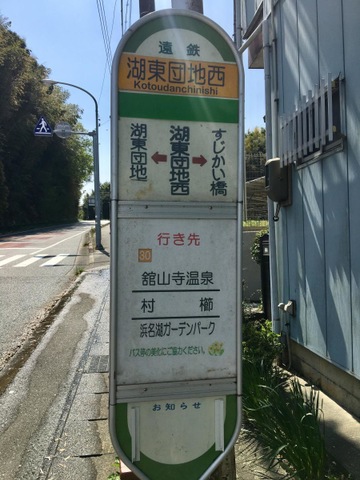 遠鉄
湖東団地西
Kotoudanchinishi
湖東団地 ← 湖東団地西 → すじかい橋
行き先
30
舘山寺温泉
村櫛
浜名湖ガーデンパーク
バス停の美化にご協力ください
お知らせ